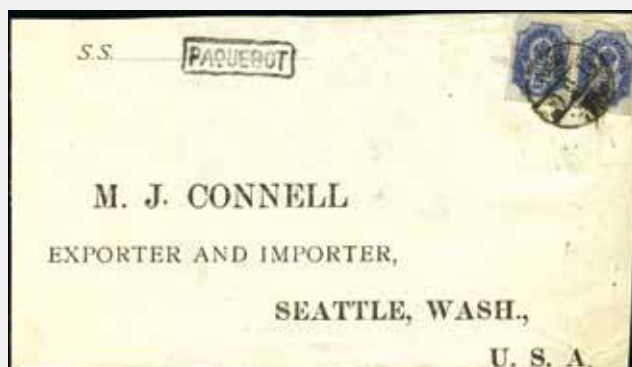 S.S. PAQUEBOT
M. J. CONNELL
EXPORTER AND IMPORTER,
SEATTLE, WASH.,
U. S. A.